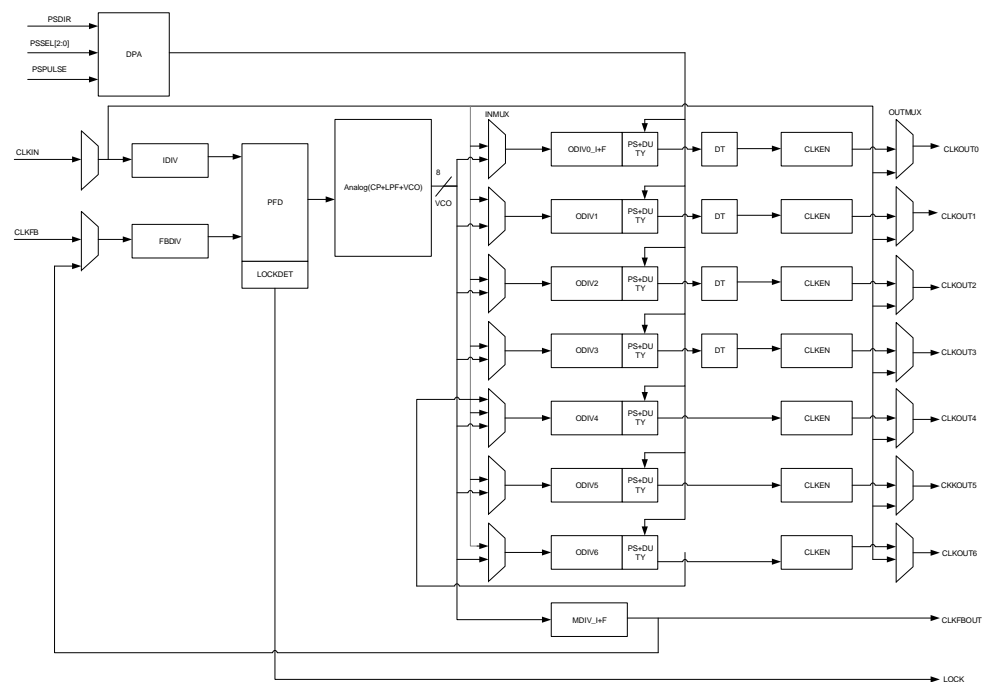 PSDIR
PSSEL[2:0]
PSPULSE
DPA
INMUX
OUTMUX
CLKIN
IDIV
PFD
Analog(CP+LPF+VCO)
8
VCO
CLKFB
FBDIV
LOCKDET
ODIV0_I+F
PS+DU
TY
DT
CLKEN
CLKOUT0
ODIV1
PS+DU
TY
DT
CLKEN
CLKOUT1
ODIV2
PS+DU
TY
DT
CLKEN
CLKOUT2
ODIV3
PS+DU
TY
DT
CLKEN
CLKOUT3
ODIV4
PS+DU
TY
CLKEN
CLKOUT4
ODIV5
PS+DU
TY
CLKEN
CKKOUT5
ODIV6
PS+DU
TY
CLKEN
CLKOUT6
MDIV_I+F
CLKFBOUT
LOCK